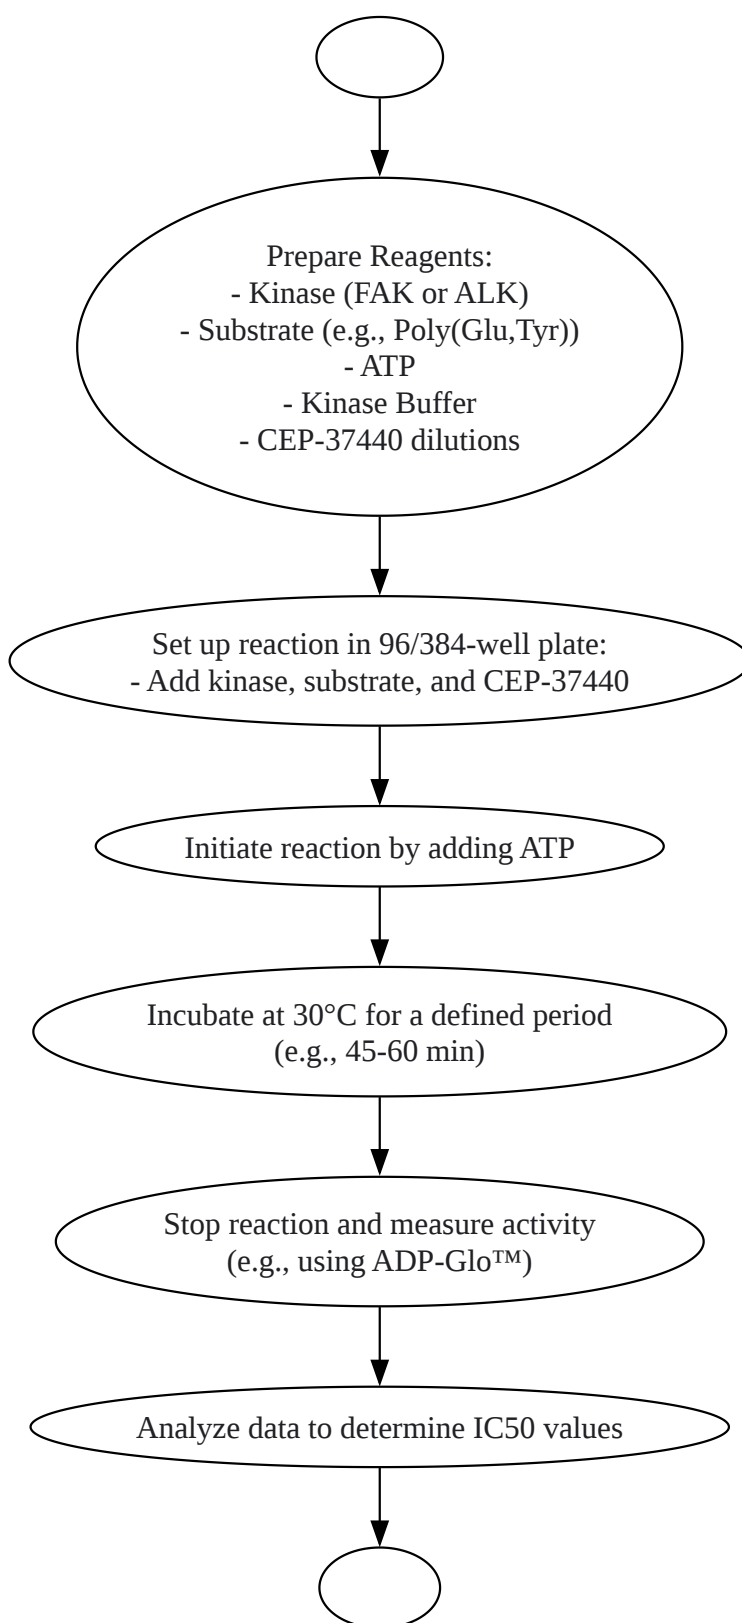 Prepare Reagents:
- Kinase (FAK or ALK)
- Substrate (e.g., Poly(Glu,Tyr))
- ATP
- Kinase Buffer
- CEP-37440 dilutions
Set up reaction in 96/384-well plate:
- Add kinase, substrate, and CEP-37440
Initiate reaction by adding ATP
Incubate at 30°C for a defined period
(e.g., 45-60 min)
Stop reaction and measure activity
(e.g., using ADP-Glo™)
Analyze data to determine IC50 values